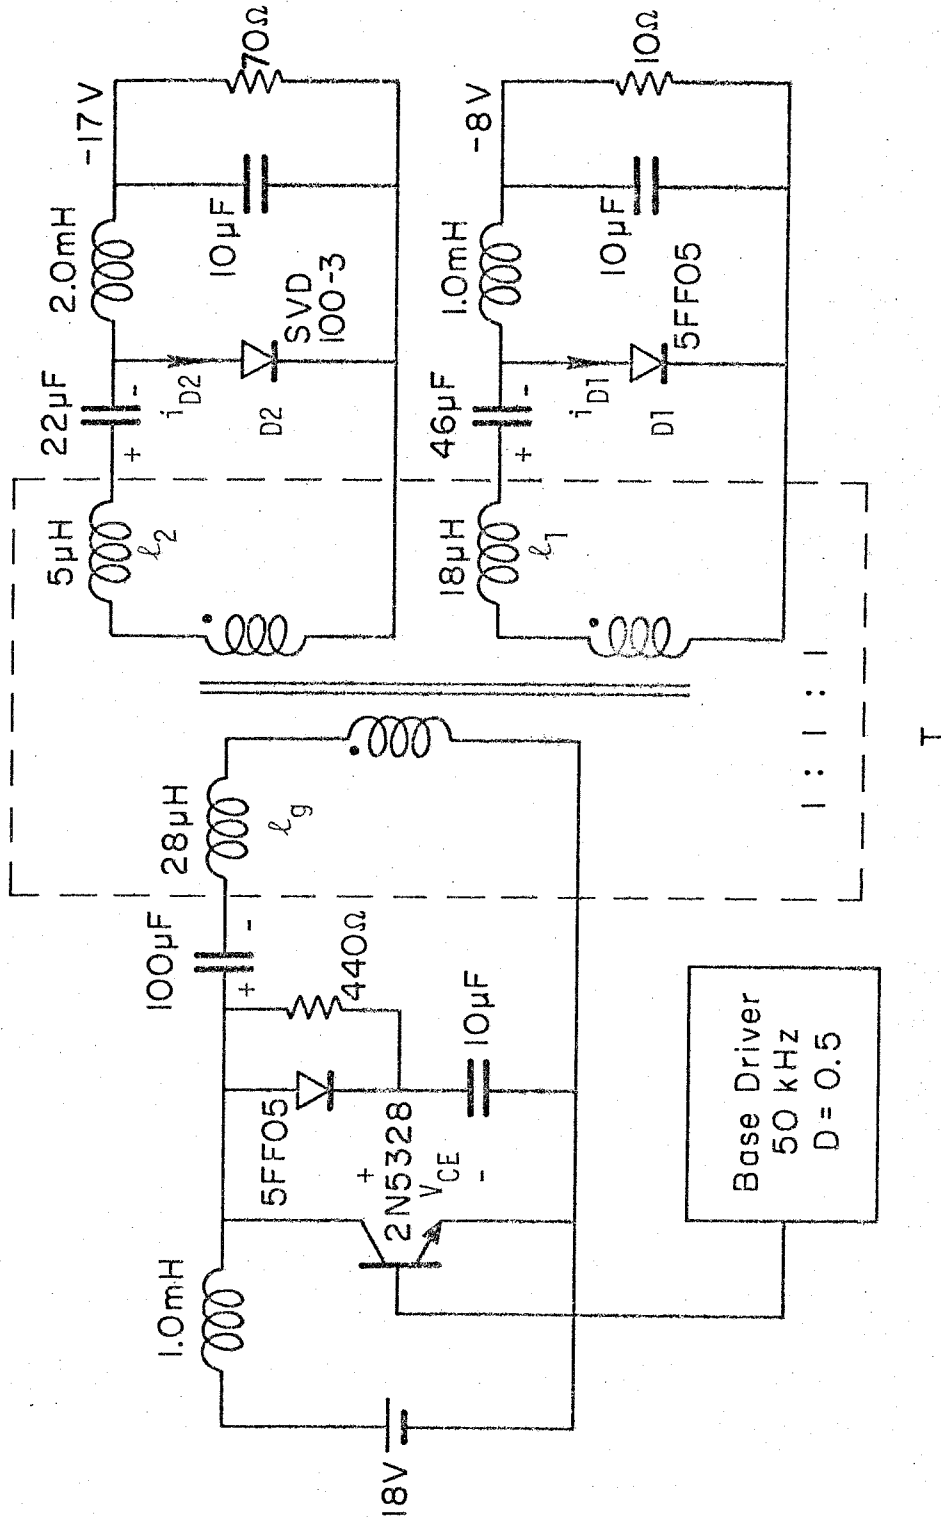 18V
1.0mH
5FF05
440Ω
+
2N5328
V_CE
-
10μF
100μF
+ -
28μH
ℓ_g
5μH
ℓ_2
22μF
+ -
i_D2
D2
SVD
100-3
2.0mH
10μF
-17V
70Ω
18μH
ℓ_1
46μF
+ -
i_D1
D1
5FF05
1.0mH
10μF
-8V
10Ω
1 : 1 : 1
T
Base Driver
50 kHz
D = 0.5